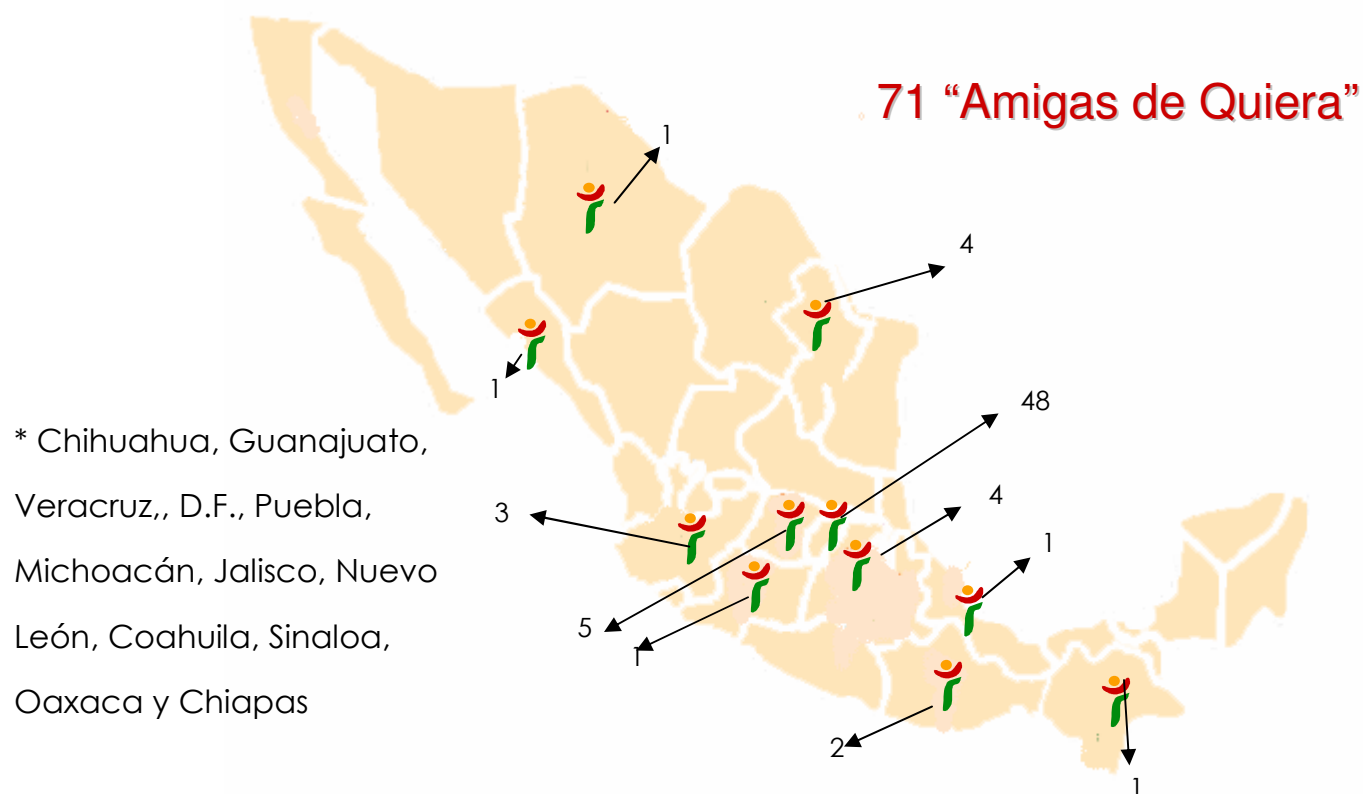 71 “Amigas de Quiera”
1
4
1
48
* Chihuahua, Guanajuato,
Veracruz,, D.F., Puebla,
Michoacán, Jalisco, Nuevo
León, Coahuila, Sinaloa,
Oaxaca y Chiapas
3
4
1
5
1
2
1